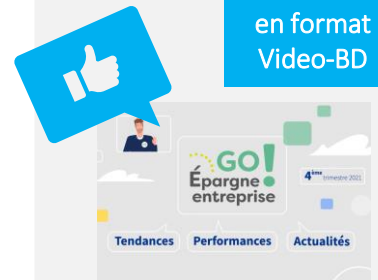 en format
Video-BD
GO!
Épargne
entreprise
4ème trimestre 2021
Tendances Performances Actualités